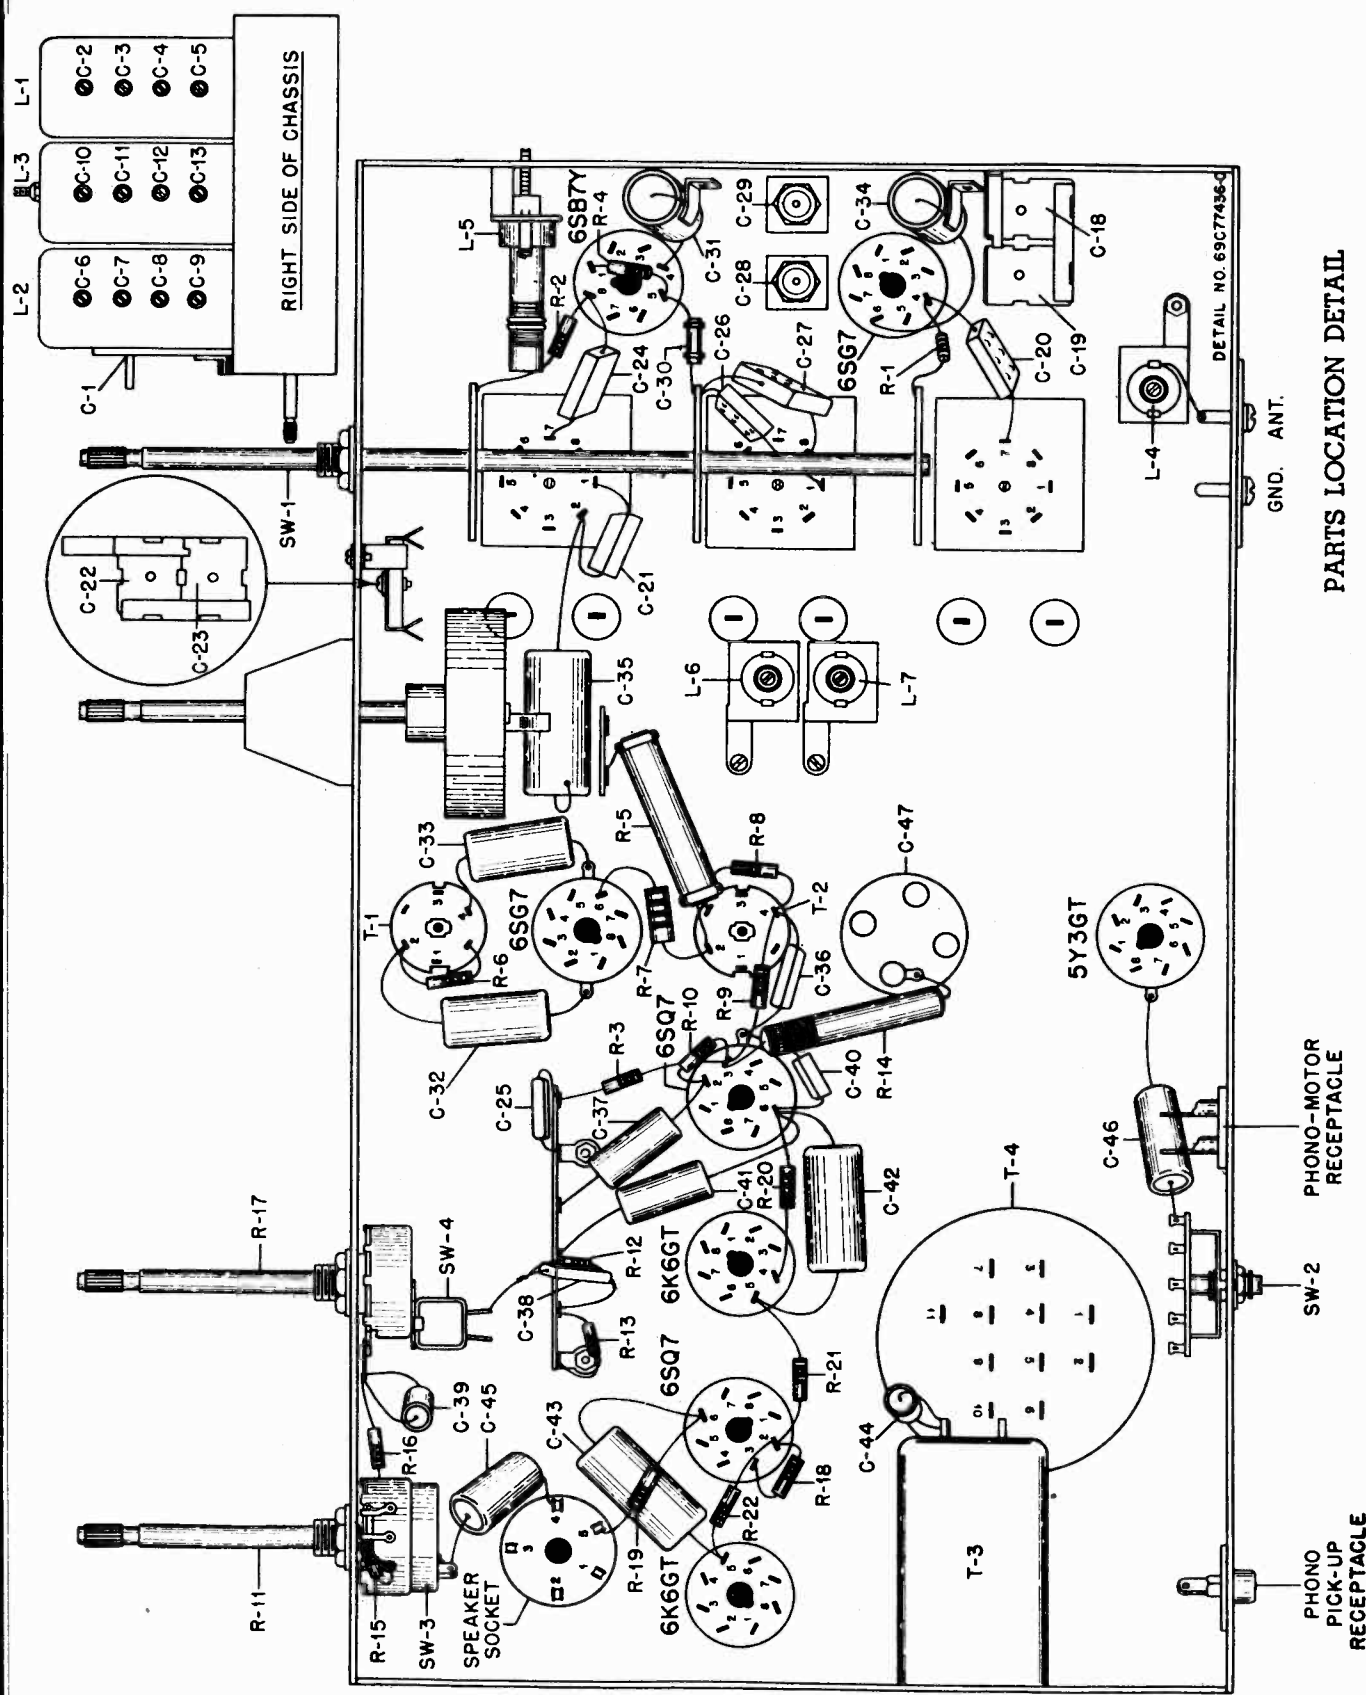 L-1
L-3
L-2
C-2
C-3
C-4
C-5
C-10
C-11
C-12
C-13
C-6
C-7
C-8
C-9
RIGHT SIDE OF CHASSIS
C-1
SW-1
C-22
C-23
L-5
6SB7Y
R-4
R-2
C-31
C-29
C-28
C-34
6SG7
C-18
C-19
C-20
R-1
C-24
C-30
C-26
C-27
C-21
L-4
DETAIL NO. 69C77436-C
ANT.
GND.
PARTS LOCATION DETAIL
C-35
L-6
L-7
R-5
C-33
T-1
6SG7
R-8
T-2
C-47
R-7
R-6
C-32
C-36
R-9
R-10
6SQ7
R-3
C-25
C-37
C-40
R-14
5Y3GT
C-46
PHONO-MOTOR
RECEPTACLE
T-4
C-41
R-20
C-42
R-17
SW-4
R-12
C-38
R-13
6K6GT
6SQ7
R-21
SW-2
C-39
C-45
R-16
C-43
R-18
C-44
R-22
R-19
6K6GT
R-11
R-15
SW-3
SPEAKER
SOCKET
T-3
PHONO
PICK-UP
RECEPTACLE